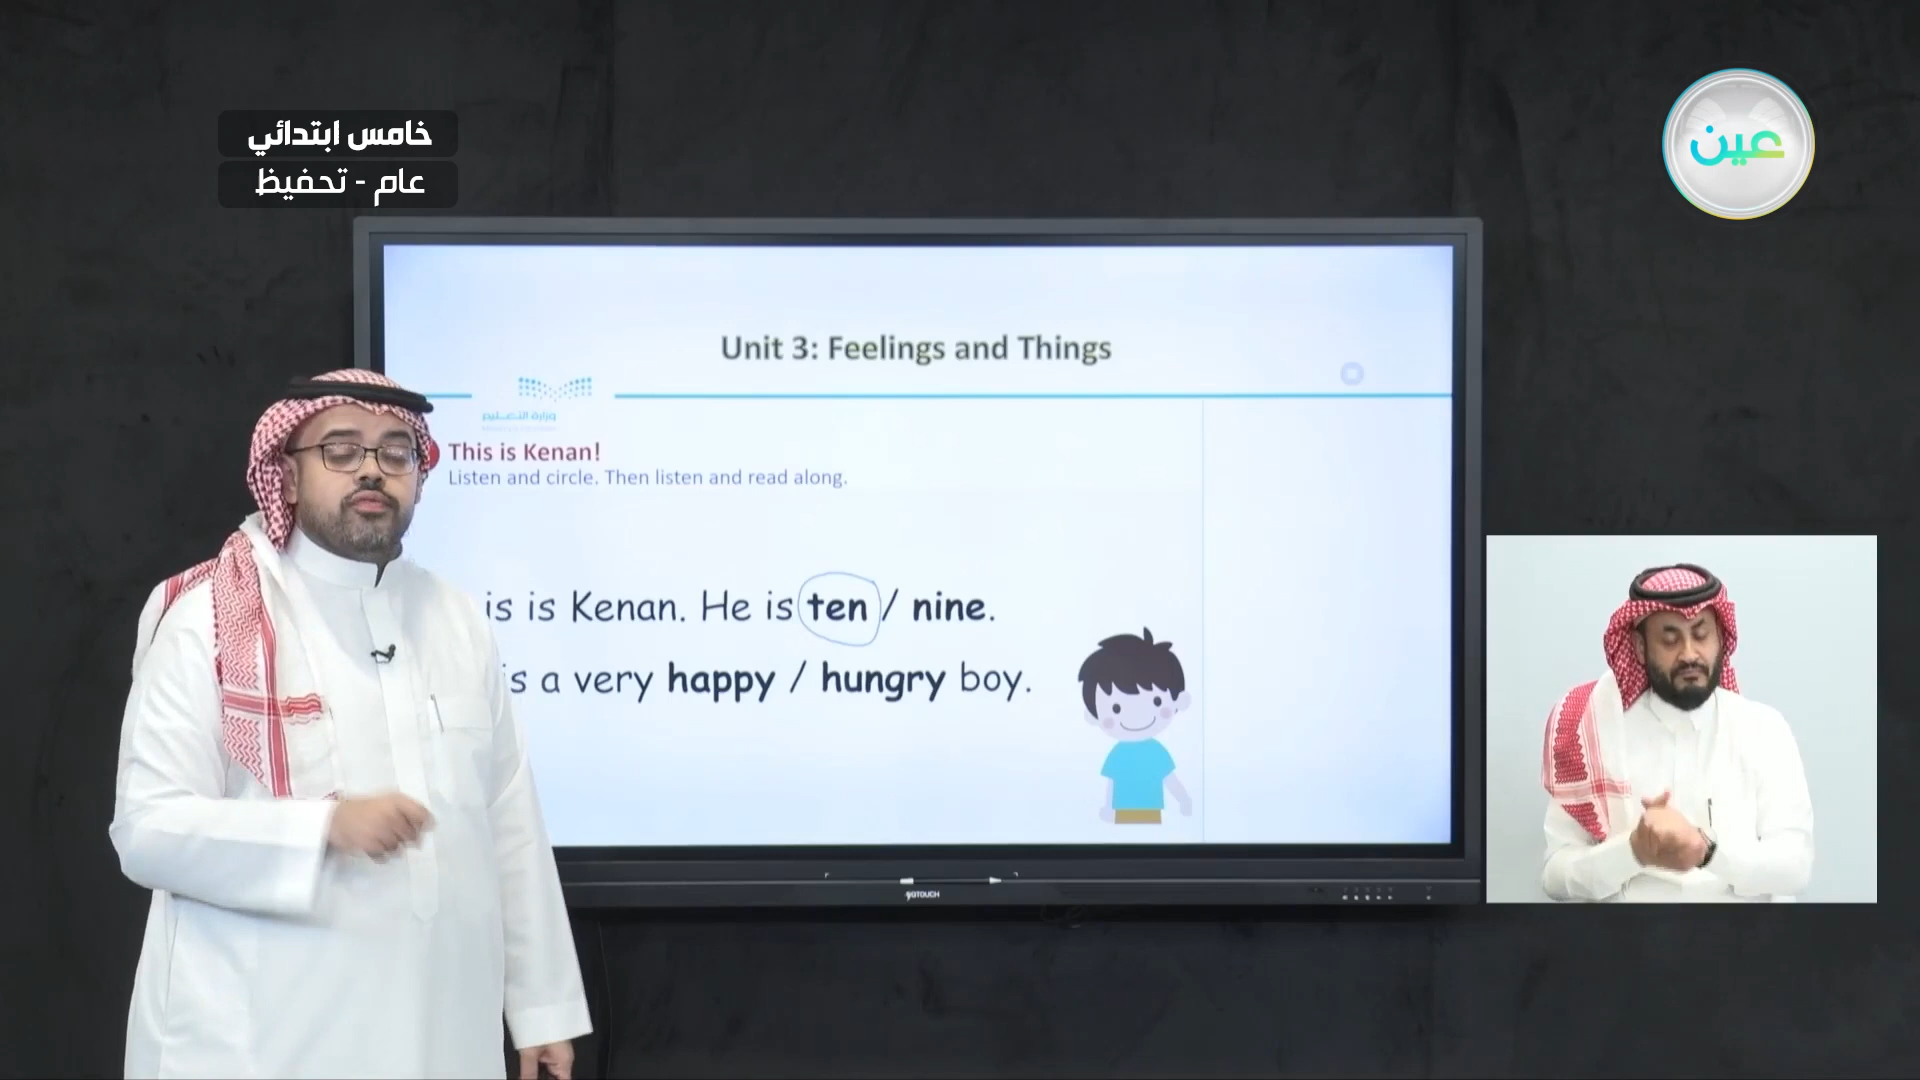 خامس ابتدائي
عام - تحفيظ
عين
Unit 3: Feelings and Things
وزارة التعليم
This is Kenan!
Listen and circle. Then listen and read along.
is is Kenan. He is ten / nine.
is a very happy / hungry boy.